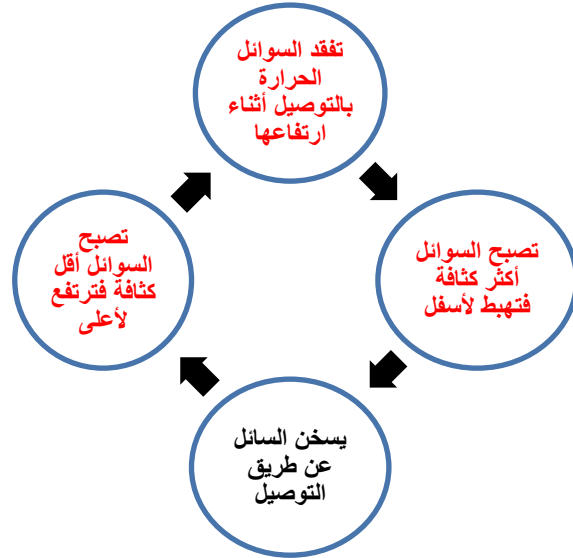 تفقد السوائل
الحرارة
بالتوصيل أثناء
ارتفاعها
تصبح السوائل
أكثر كثافة
فتهبط لأسفل
يسخن السائل
عن طريق
التوصيل
تصبح
السوائل أقل
كثافة فترتفع
لأعلى